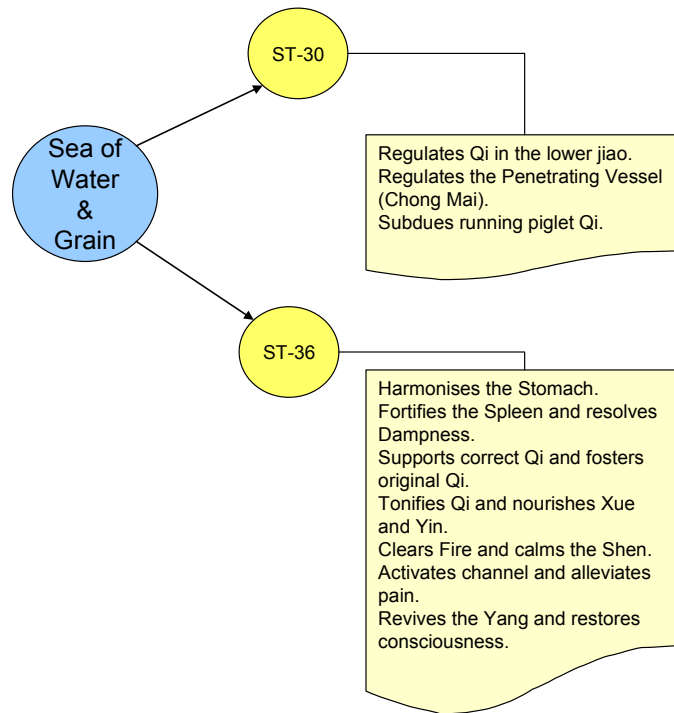 ST-30
Sea of
Water
&
Grain
Regulates Qi in the lower jiao.
Regulates the Penetrating Vessel
(Chong Mai).
Subdues running piglet Qi.
ST-36
Harmonises the Stomach.
Fortifies the Spleen and resolves
Dampness.
Supports correct Qi and fosters
original Qi.
Tonifies Qi and nourishes Xue
and Yin.
Clears Fire and calms the Shen.
Activates channel and alleviates
pain.
Revives the Yang and restores
consciousness.